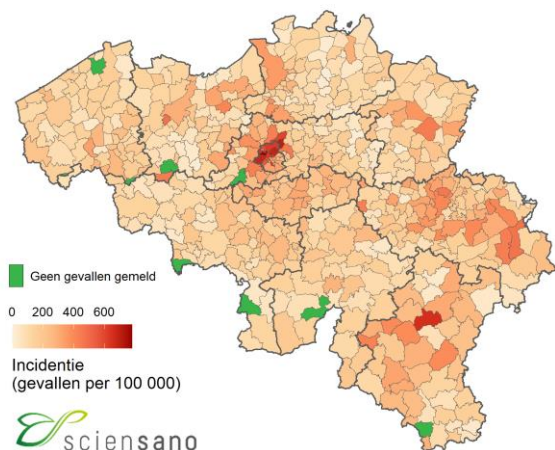 Geen gevallen gemeld
0 200 400 600
Incidentie
(gevallen per 100 000)
sciensano